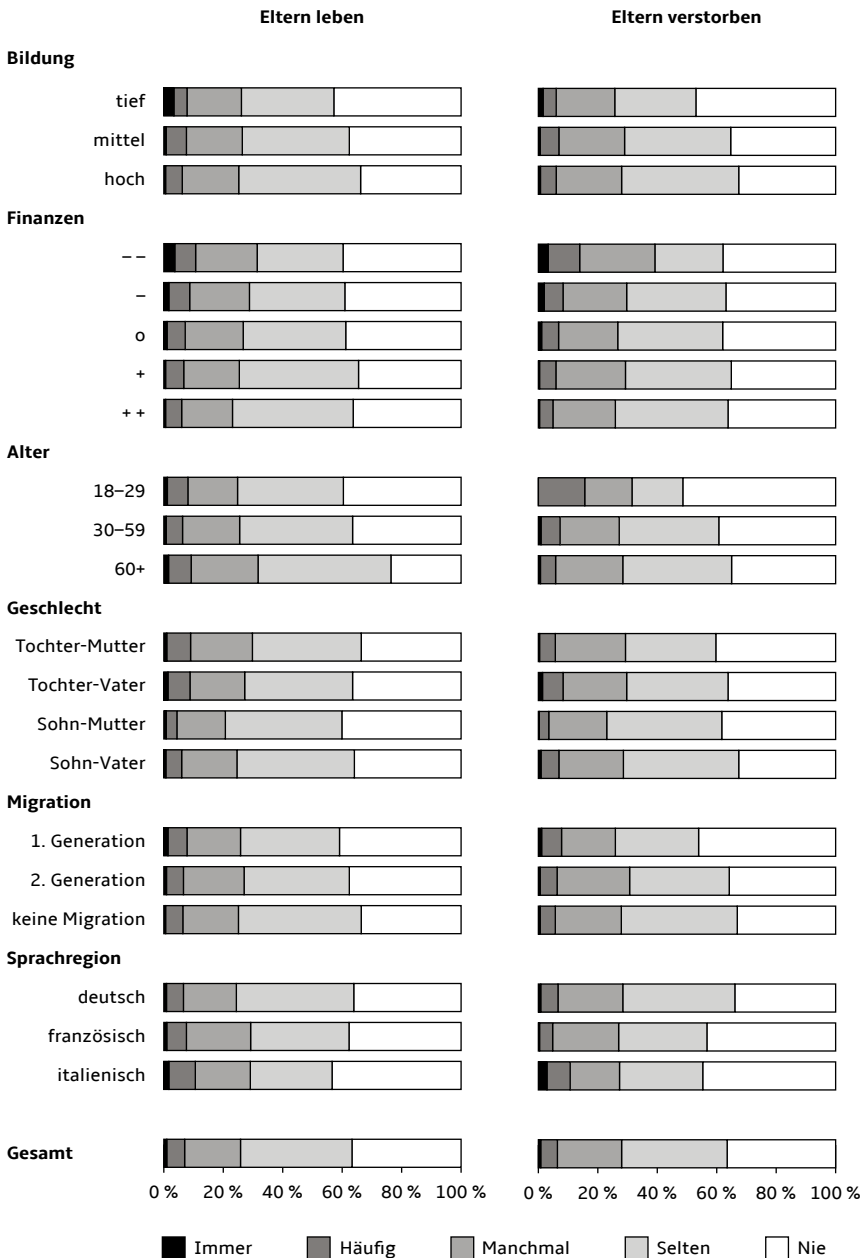 Eltern leben Eltern verstorben
Bildung
tief
mittel
hoch
Finanzen
– –
–
o
+
+ +
Alter
18–29
30–59
60+
Geschlecht
Tochter-Mutter
Tochter-Vater
Sohn-Mutter
Sohn-Vater
Migration
1. Generation
2. Generation
keine Migration
Sprachregion
deutsch
französisch
italienisch
Gesamt
0 % 20 % 40 % 60 % 80 % 100 % 0 % 20 % 40 % 60 % 80 % 100 %
Immer Häufig Manchmal Selten Nie